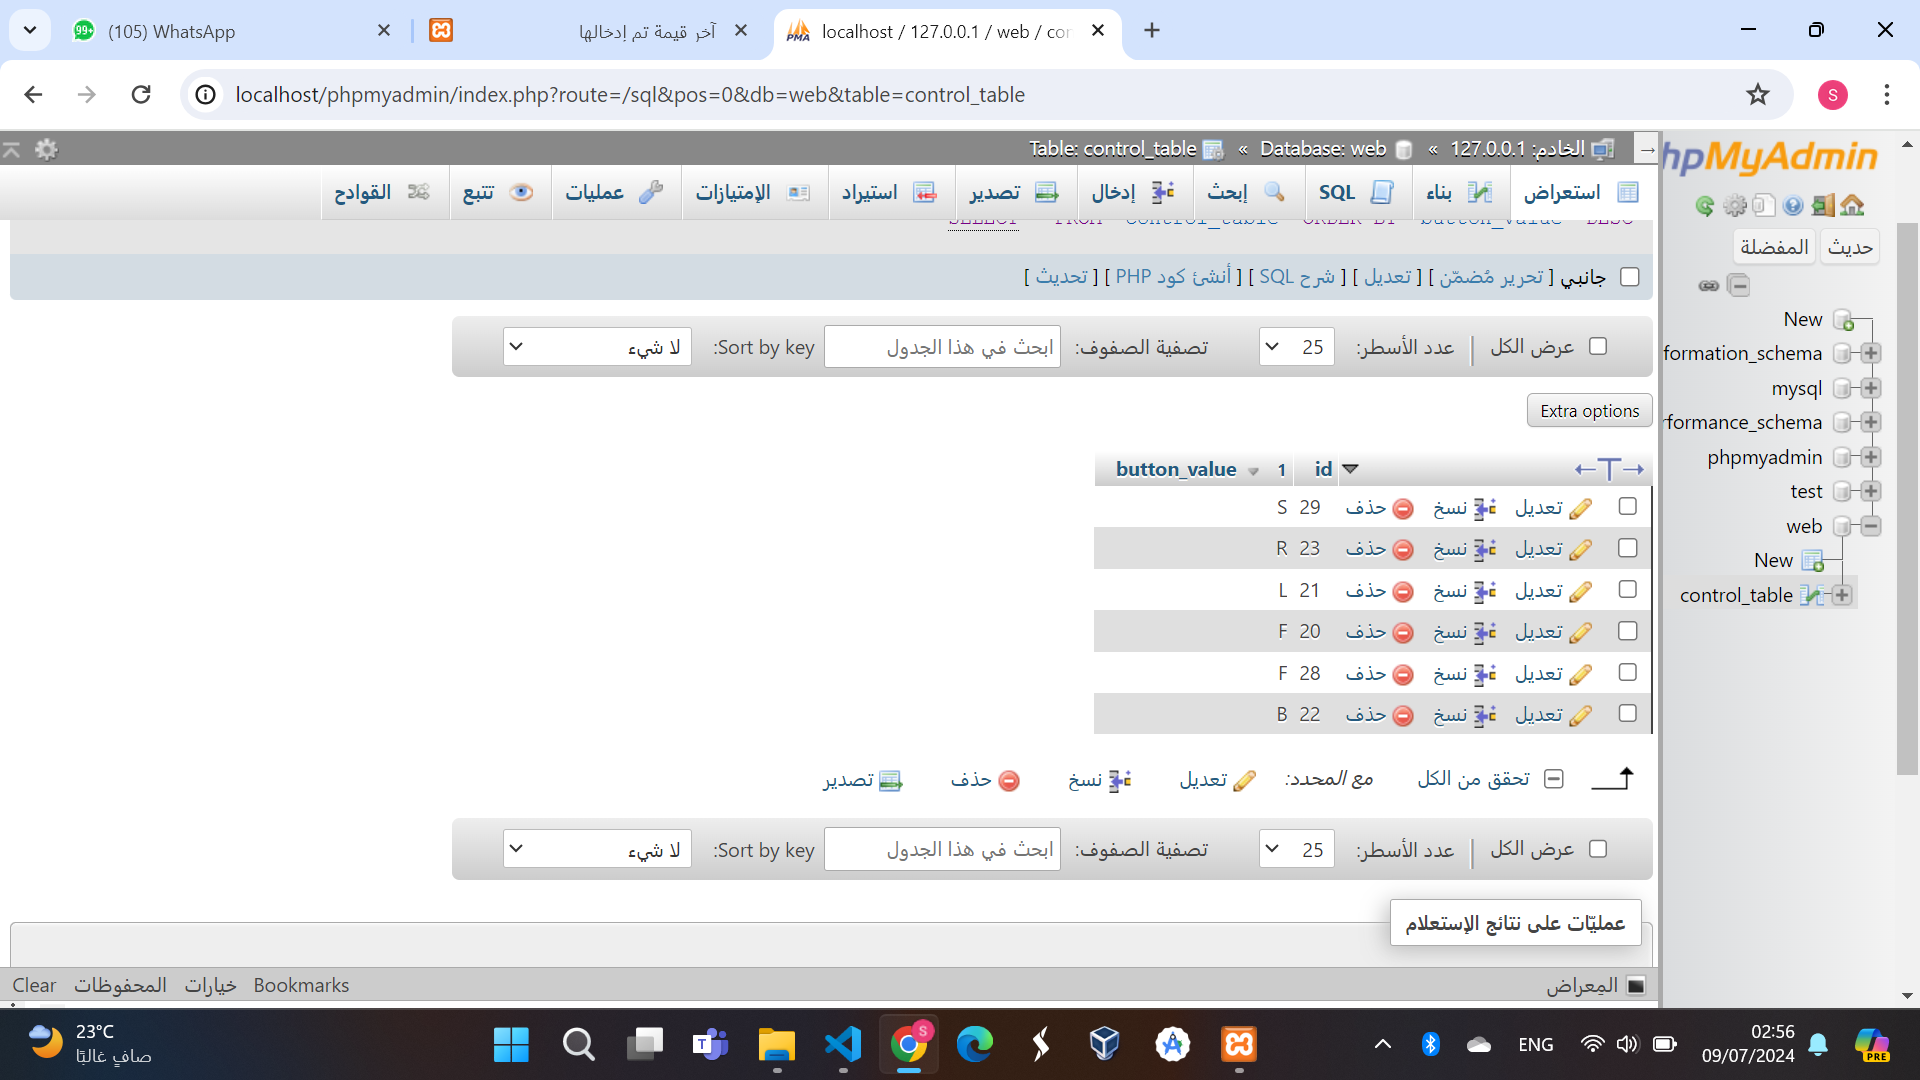 (105) WhatsApp
آخر قيمة تم إدخالها
localhost / 127.0.0.1 / web / cor
localhost/phpmyadmin/index.php?route=/sql&pos=0&db=web&table=control_table
S
الخادم: 127.0.0.1 » Database: web » Table: control_table
استعراض بناء SQL إبحث إدخال تصدير استيراد الإمتيازات عمليات تتبع القوادح
SELECT * FROM `control_table` ORDER BY `button_value` DESC
جانبي [ تحرير مُضمّن ] [ تعديل ] [ شرح SQL ] [ أنشئ كود PHP ] [ تحديث ]
عرض الكل | عدد الأسطر: 25 تصفية الصفوف: ابحث في هذا الجدول Sort by key: لا شيء
Extra options
id button_value 1
تعديل نسخ حذف 29 S
تعديل نسخ حذف 23 R
تعديل نسخ حذف 21 L
تعديل نسخ حذف 20 F
تعديل نسخ حذف 28 F
تعديل نسخ حذف 22 B
تحقق من الكل مع المحدد: تعديل نسخ حذف تصدير
عرض الكل | عدد الأسطر: 25 تصفية الصفوف: ابحث في هذا الجدول Sort by key: لا شيء
عمليّات على نتائج الإستعلام
المِعراض
Bookmarks خيارات المحفوظات Clear
hpMyAdmin
حديث المفضلة
New
formation_schema
mysql
rformance_schema
phpmyadmin
test
web
New
control_table
23°C
صافٍ غالبًا
ENG
02:56
09/07/2024
PRE